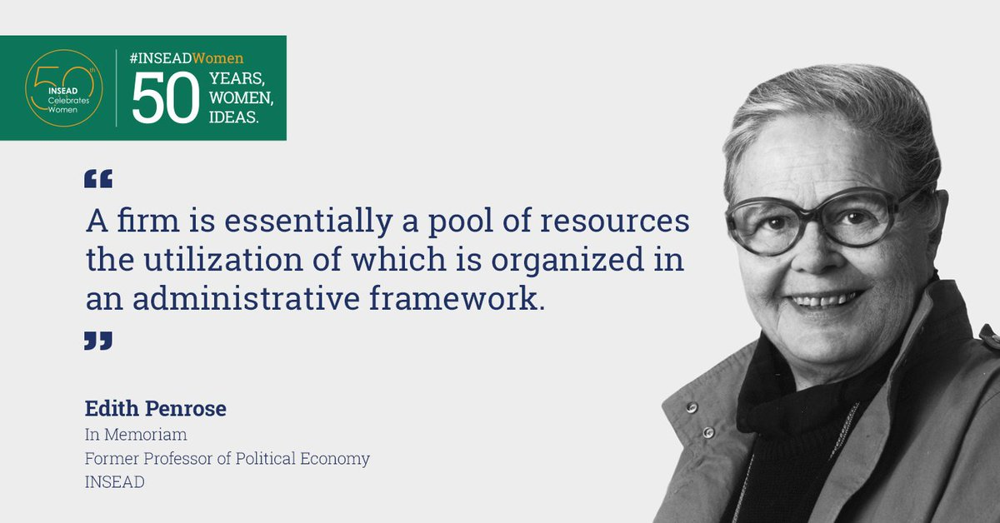 50th
INSEAD
Celebrates
Women
#INSEADWomen
50 YEARS,
WOMEN,
IDEAS.
“
A firm is essentially a pool of resources
the utilization of which is organized in
an administrative framework.
”
Edith Penrose
In Memoriam
Former Professor of Political Economy
INSEAD